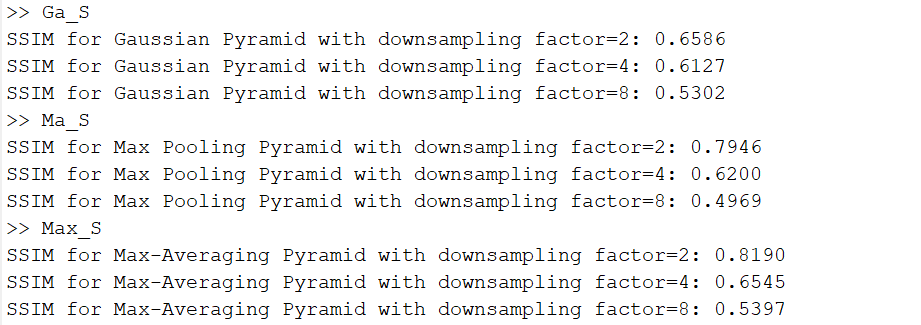 >> Ga_S
SSIM for Gaussian Pyramid with downsampling factor=2: 0.6586
SSIM for Gaussian Pyramid with downsampling factor=4: 0.6127
SSIM for Gaussian Pyramid with downsampling factor=8: 0.5302
>> Ma_S
SSIM for Max Pooling Pyramid with downsampling factor=2: 0.7946
SSIM for Max Pooling Pyramid with downsampling factor=4: 0.6200
SSIM for Max Pooling Pyramid with downsampling factor=8: 0.4969
>> Max_S
SSIM for Max-Averaging Pyramid with downsampling factor=2: 0.8190
SSIM for Max-Averaging Pyramid with downsampling factor=4: 0.6545
SSIM for Max-Averaging Pyramid with downsampling factor=8: 0.5397